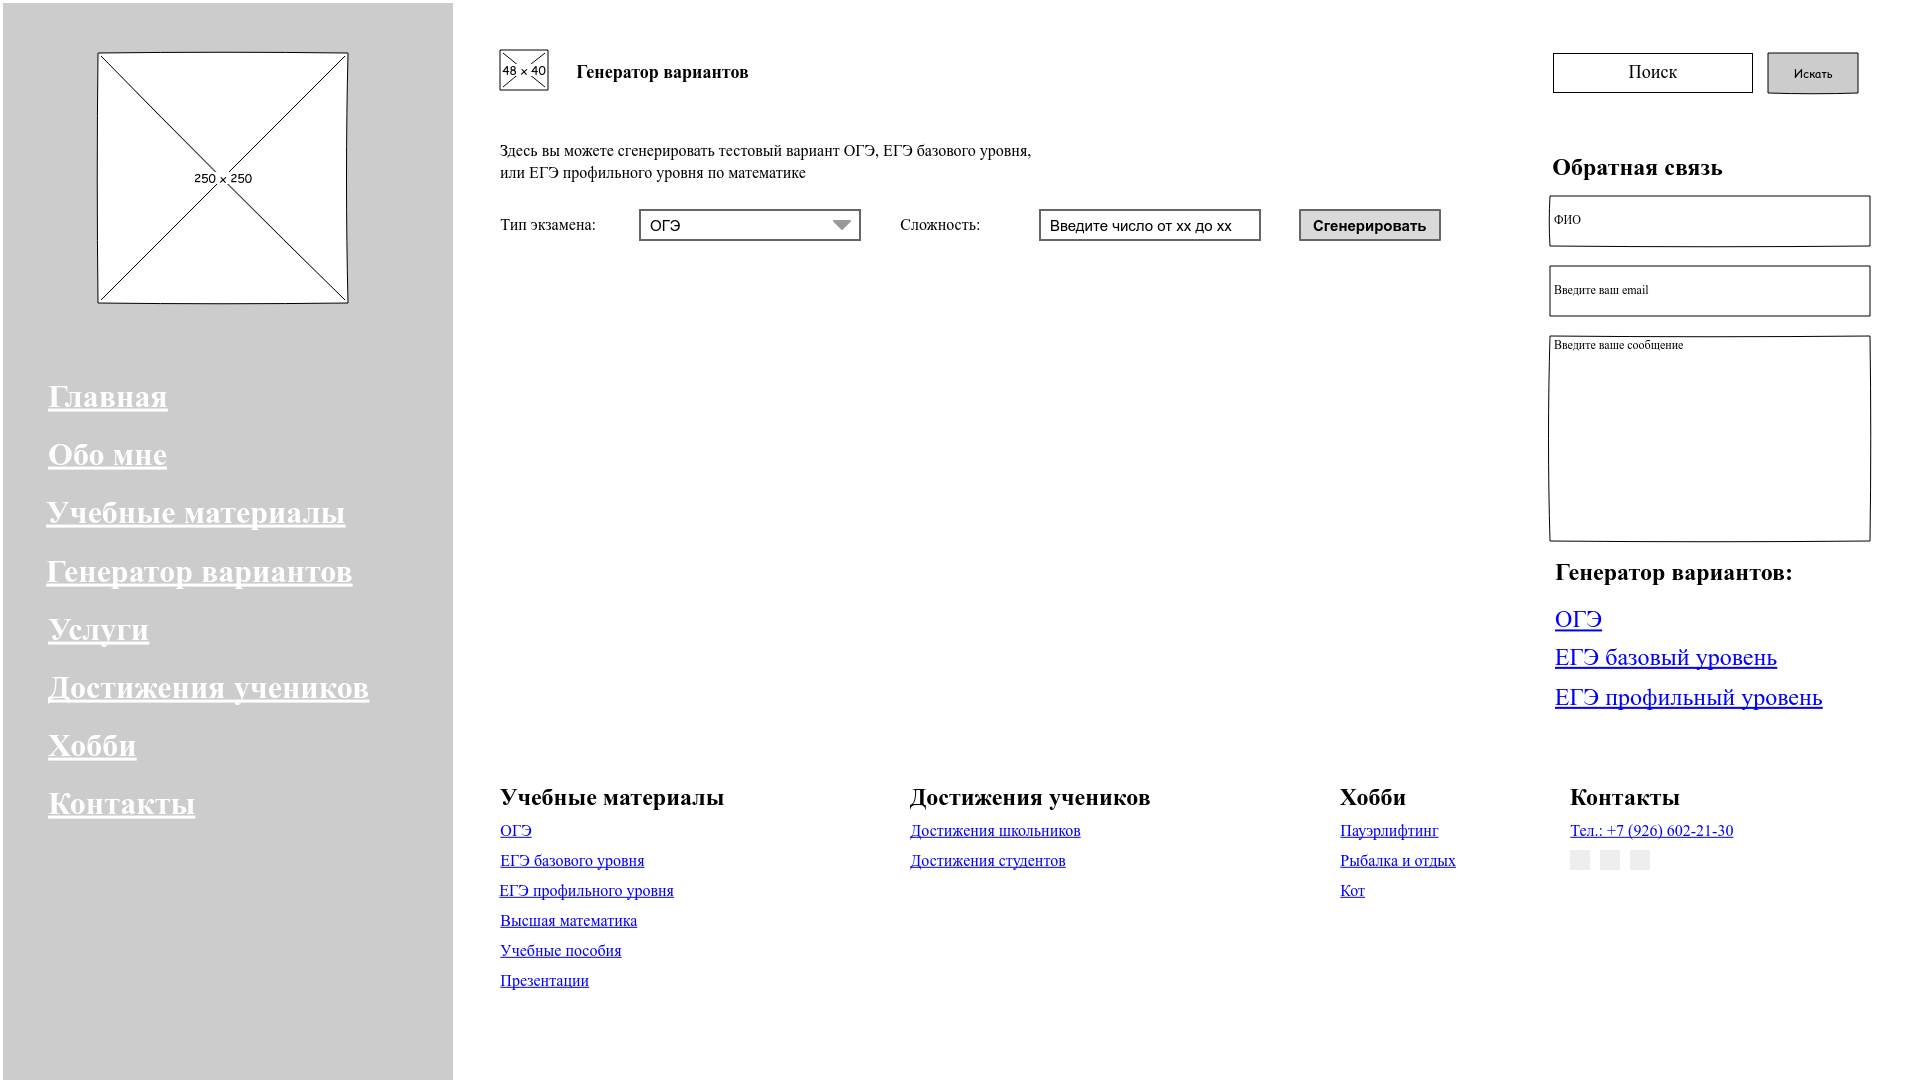 250 x 250
Главная
Обо мне
Учебные материалы
Генератор вариантов
Услуги
Достижения учеников
Хобби
Контакты
48 x 40
Генератор вариантов
Поиск
Искать
Здесь вы можете сгенерировать тестовый вариант ОГЭ, ЕГЭ базового уровня,
или ЕГЭ профильного уровня по математике
Тип экзамена:
ОГЭ
Сложность:
Введите число от хх до хх
Сгенерировать
Обратная связь
ФИО
Введите ваш email
Введите ваше сообщение
Генератор вариантов:
ОГЭ
ЕГЭ базовый уровень
ЕГЭ профильный уровень
Учебные материалы
ОГЭ
ЕГЭ базового уровня
ЕГЭ профильного уровня
Высшая математика
Учебные пособия
Презентации
Достижения учеников
Достижения школьников
Достижения студентов
Хобби
Пауэрлифтинг
Рыбалка и отдых
Кот
Контакты
Тел.: +7 (926) 602-21-30